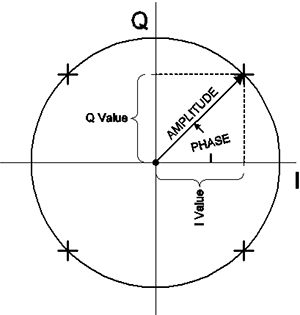 Q
Q Value
AMPLITUDE
PHASE
I
I Value